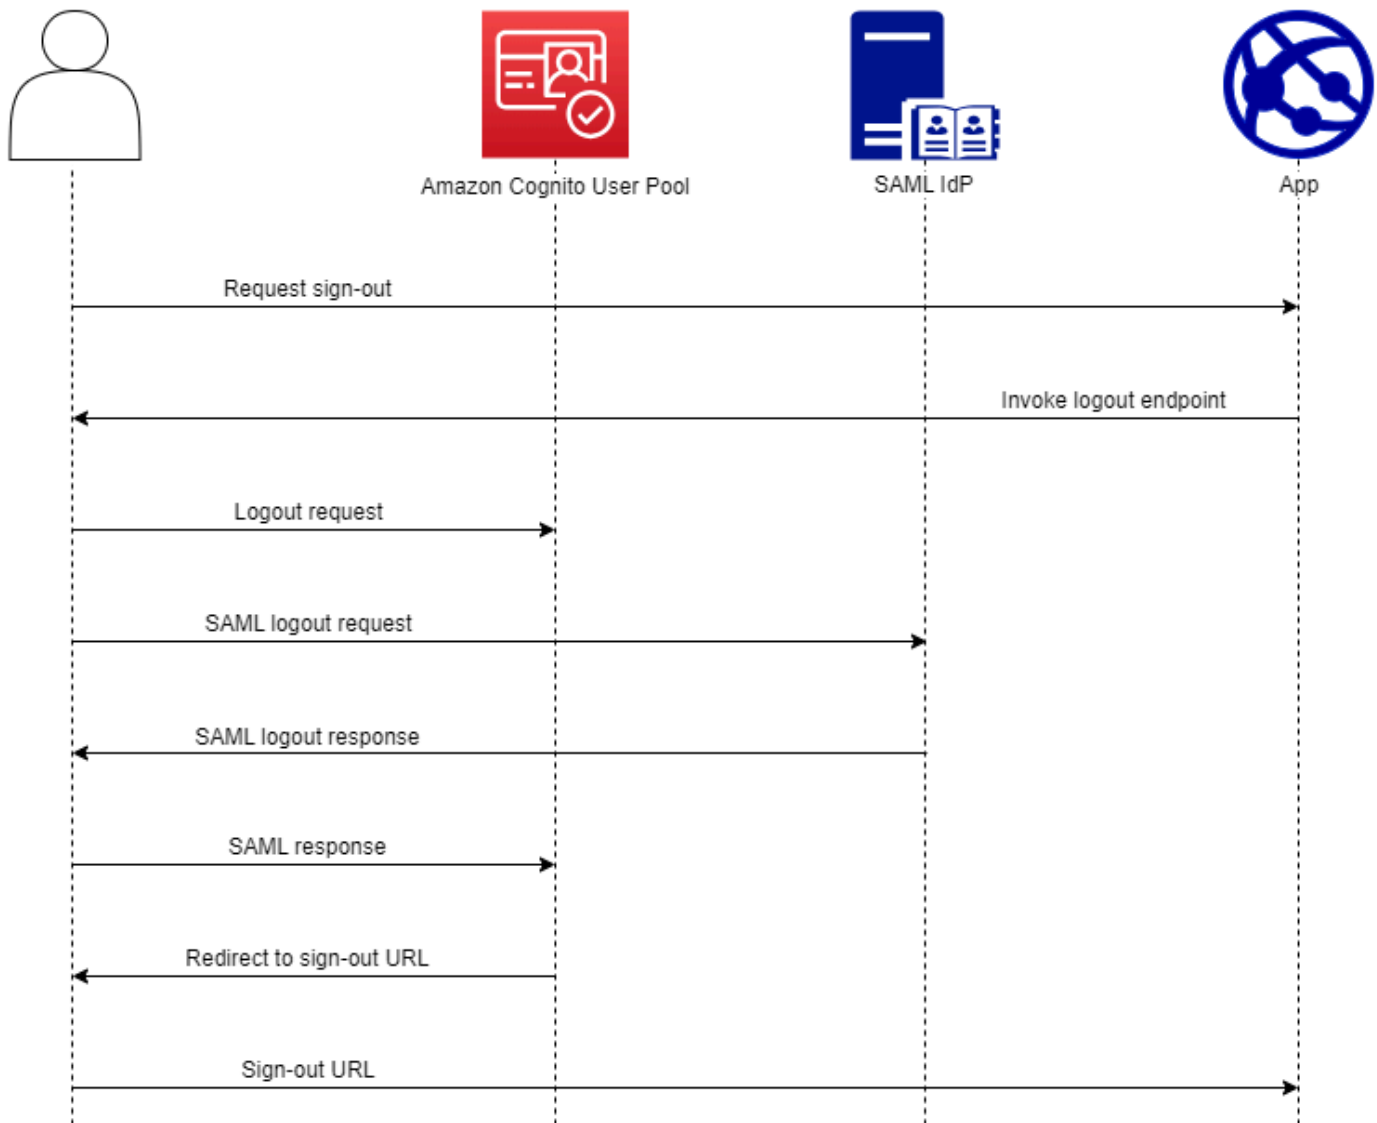 Amazon Cognito User Pool
SAML IdP
App
Request sign-out
Invoke logout endpoint
Logout request
SAML logout request
SAML logout response
SAML response
Redirect to sign-out URL
Sign-out URL